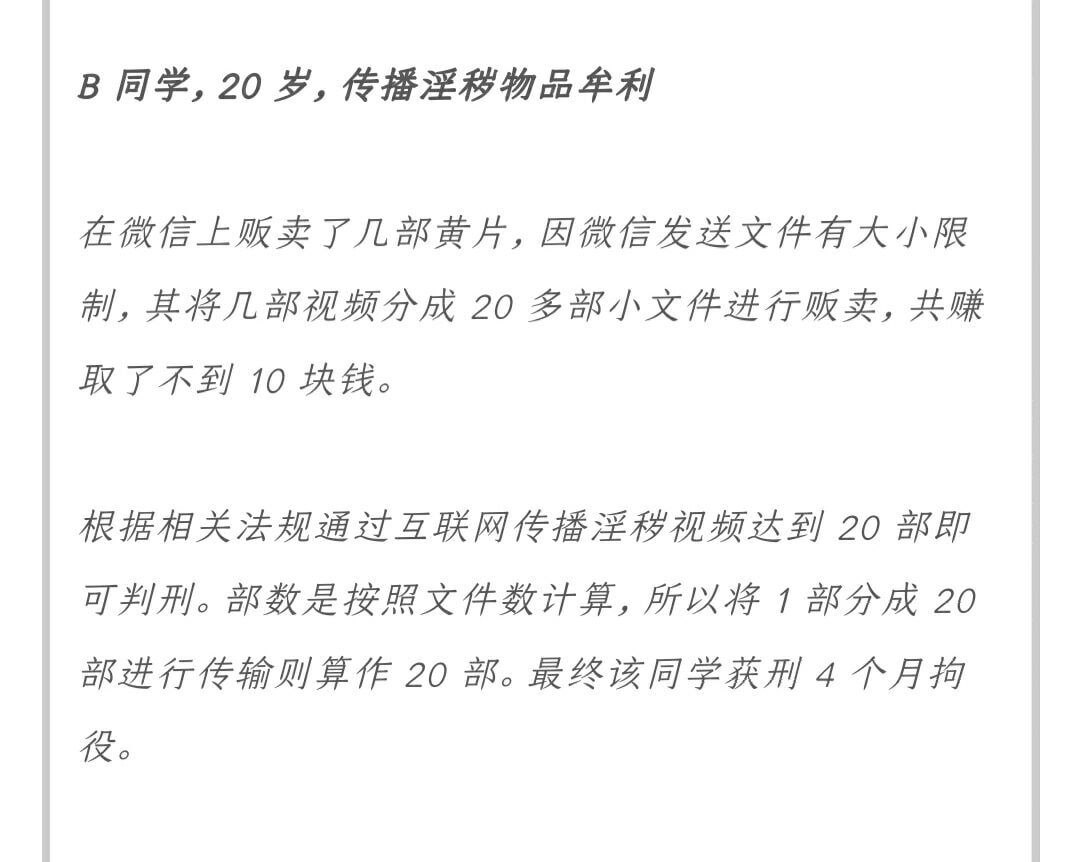 B 同学，20 岁，传播淫秽物品牟利
在微信上贩卖了几部黄片，因微信发送文件有大小限
制，其将几部视频分成 20 多部小文件进行贩卖，共赚
取了不到 10 块钱。
根据相关法规通过互联网传播淫秽视频达到 20 部即
可判刑。部数是按照文件数计算，所以将 1 部分成 20
部进行传输则算作 20 部。最终该同学获刑 4 个月拘
役。